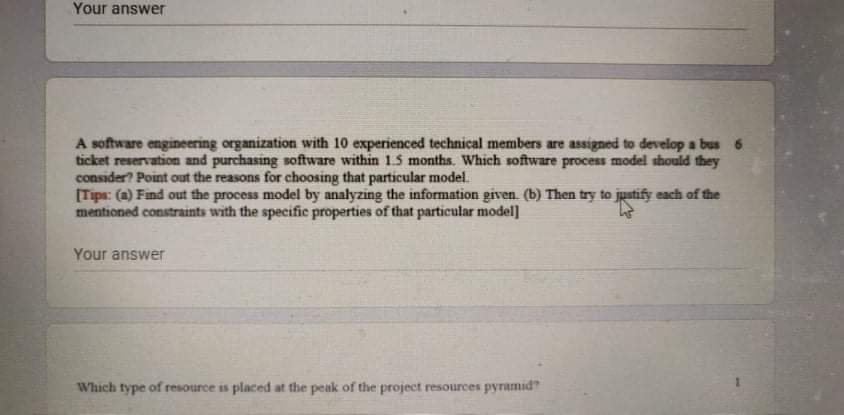 Your answer
A software engineering organization with 10 experienced technical members are assigned to develop a bus 6
ticket reservation and purchasing software within 1.5 months. Which software process model should they
consider? Point out the reasons for choosing that particular model.
[Tips: (a) Find out the process model by analyzing the information given. (b) Then try to justify each of the
mentioned constraints with the specific properties of that particular model]
Your answer
Which type of resource is placed at the peak of the project resources pyramid? 1